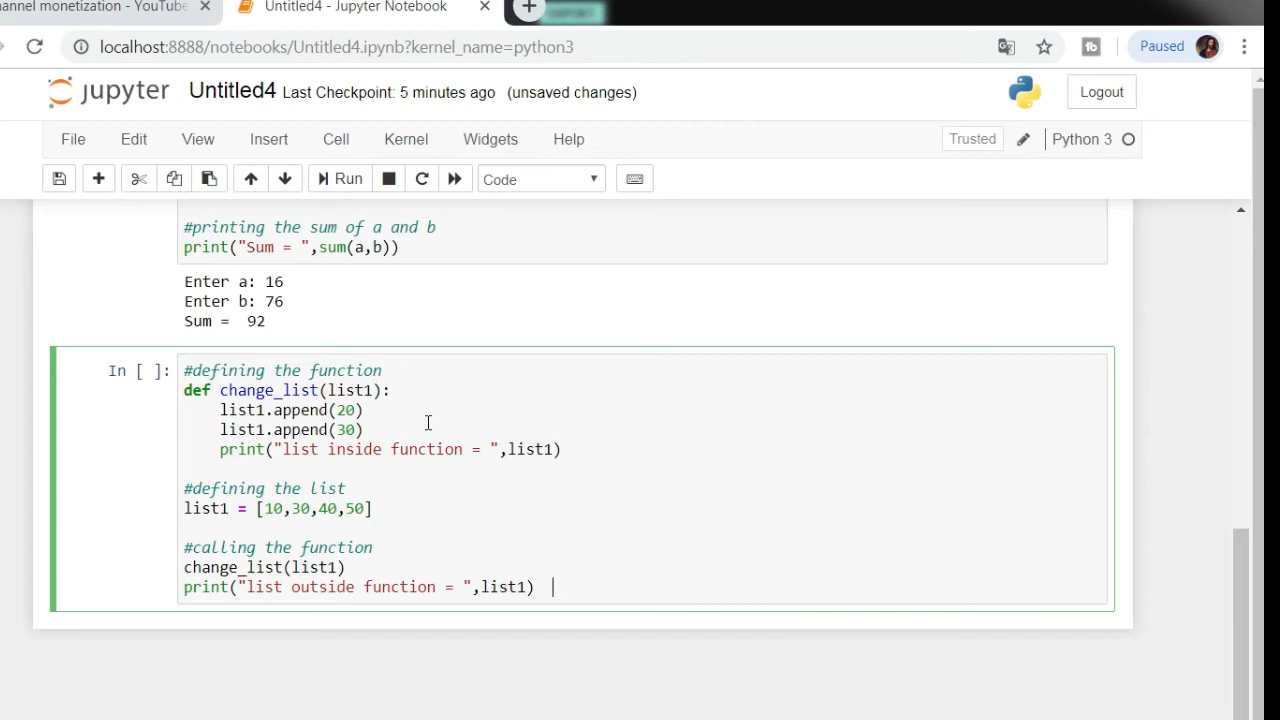 annel monetization - YouTube
Untitled4 - Jupyter Notebook
localhost:8888/notebooks/Untitled4.ipynb?kernel_name=python3
Paused
jupyter Untitled4 Last Checkpoint: 5 minutes ago (unsaved changes)
Logout
File Edit View Insert Cell Kernel Widgets Help
Trusted
Python 3
Run
Code
#printing the sum of a and b
print("Sum = ",sum(a,b))
Enter a: 16
Enter b: 76
Sum =  92
In [ ]:
#defining the function
def change_list(list1):
    list1.append(20)
    list1.append(30)
    print("list inside function = ",list1)
#defining the list
list1 = [10,30,40,50]
#calling the function
change_list(list1)
print("list outside function = ",list1)